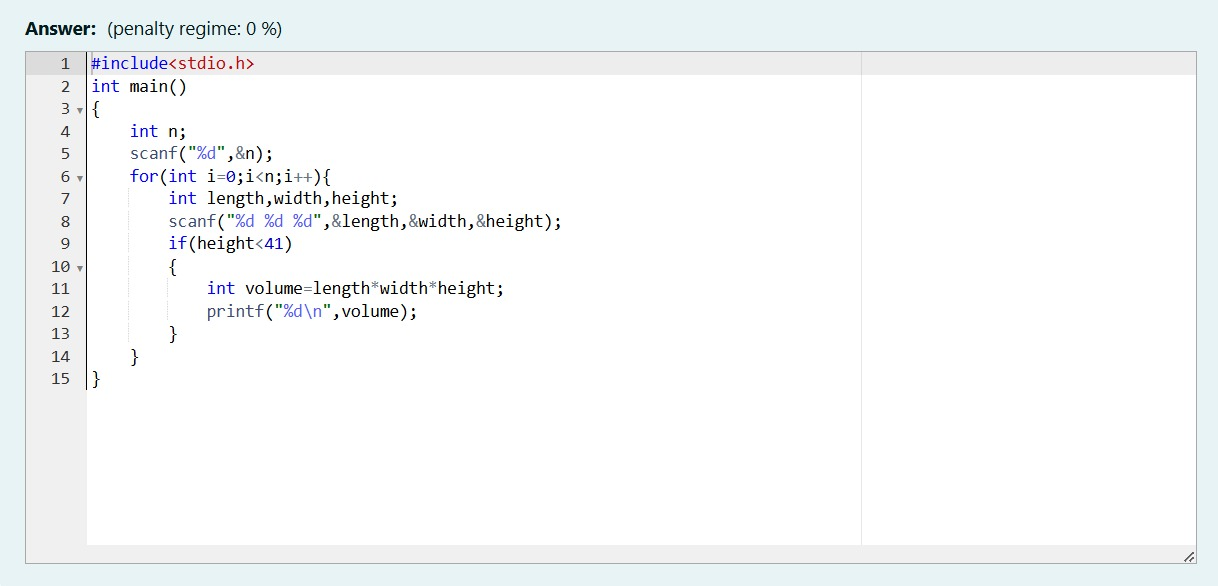 Answer: (penalty regime: 0 %)
1 #include<stdio.h>
2 int main()
3 {
4     int n;
5     scanf("%d",&n);
6     for(int i=0;i<n;i++){
7         int length,width,height;
8         scanf("%d %d %d",&length,&width,&height);
9         if(height<41)
10         {
11             int volume=length*width*height;
12             printf("%d\n",volume);
13         }
14     }
15 }